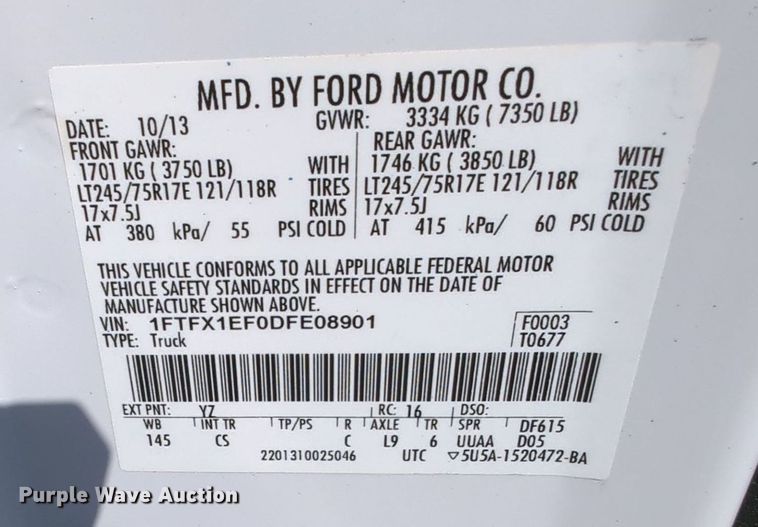 MFD. BY FORD MOTOR CO.
DATE: 10/13 GVWR: 3334 KG ( 7350 LB)
FRONT GAWR: REAR GAWR:
1701 KG ( 3750 LB) WITH 1746 KG ( 3850 LB) WITH
LT245/75R17E 121/118R TIRES LT245/75R17E 121/118R TIRES
17x7.5J RIMS 17x7.5J RIMS
AT 380 kPa/ 55 PSI COLD AT 415 kPa/ 60 PSI COLD
THIS VEHICLE CONFORMS TO ALL APPLICABLE FEDERAL MOTOR
VEHICLE SAFETY STANDARDS IN EFFECT ON THE DATE OF
MANUFACTURE SHOWN ABOVE.
VIN: 1FTFX1EF0DFE08901 F0003
TYPE: Truck T0677
EXT PNT: YZ RC: 16 DSO:
WB INT TR TP/PS R AXLE TR SPR DF615
145 CS C L9 6 UUAA D05
2201310025046 UTC ▽5U5A-1520472-BA
Purple Wave Auction